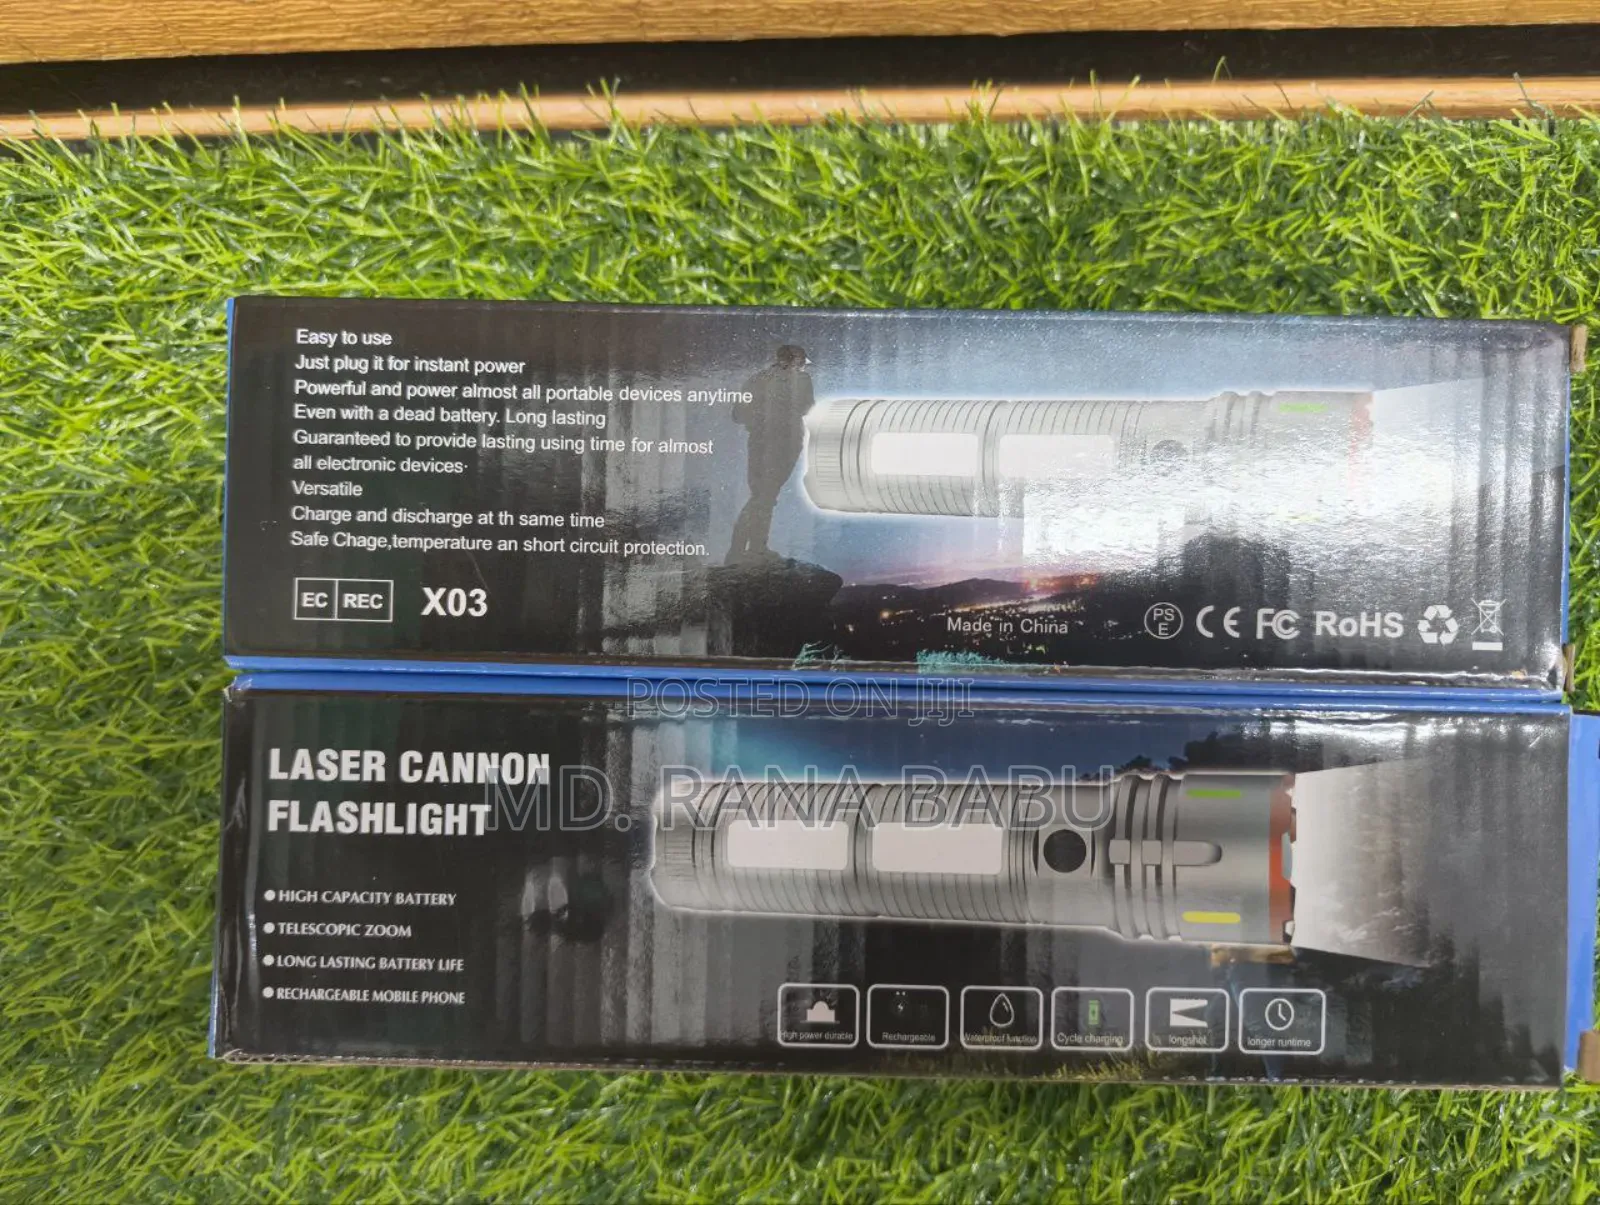 Easy to use
Just plug it for instant power
Powerful and power almost all portable devices anytime
Even with a dead battery. Long lasting
Guaranteed to provide lasting using time for almost
all electronic devices·
Versatile
Charge and discharge at th same time
Safe Chage,temperature an short circuit protection.
EC REC X03
Made in China
PS
E
CE FC RoHS
POSTED ON JIJI
MD. RANA BABU
LASER CANNON
FLASHLIGHT
● HIGH CAPACITY BATTERY
● TELESCOPIC ZOOM
● LONG LASTING BATTERY LIFE
● RECHARGEABLE MOBILE PHONE
High power durable
Rechargeable
Waterproof function
Cycle charging
longshot
longer runtime